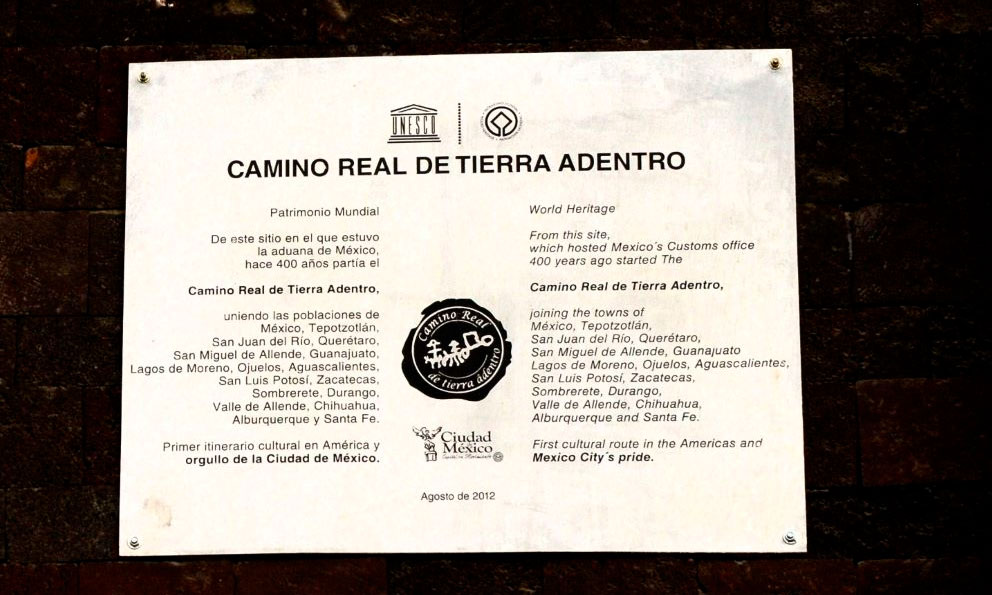 UNESCO
CAMINO REAL DE TIERRA ADENTRO
Patrimonio Mundial
De este sitio en el que estuvo
la aduana de México,
hace 400 años partía el
Camino Real de Tierra Adentro,
uniendo las poblaciones de
México, Tepotzotlán,
San Juan del Río, Querétaro,
San Miguel de Allende, Guanajuato,
Lagos de Moreno, Ojuelos, Aguascalientes,
San Luis Potosí, Zacatecas,
Sombrerete, Durango,
Valle de Allende, Chihuahua,
Alburquerque y Santa Fe.
Primer itinerario cultural en América y
orgullo de la Ciudad de México.
World Heritage
From this site,
which hosted Mexico´s Customs office
400 years ago started The
Camino Real de Tierra Adentro,
joining the towns of
México, Tepotzotlán,
San Juan del Río, Querétaro,
San Miguel de Allende, Guanajuato
Lagos de Moreno, Ojuelos, Aguascalientes,
San Luis Potosí, Zacatecas,
Sombrerete, Durango,
Valle de Allende, Chihuahua,
Alburquerque and Santa Fe.
First cultural route in the Americas and
Mexico City´s pride.
Camino Real
de tierra adentro
Ciudad
de
México
Agosto de 2012